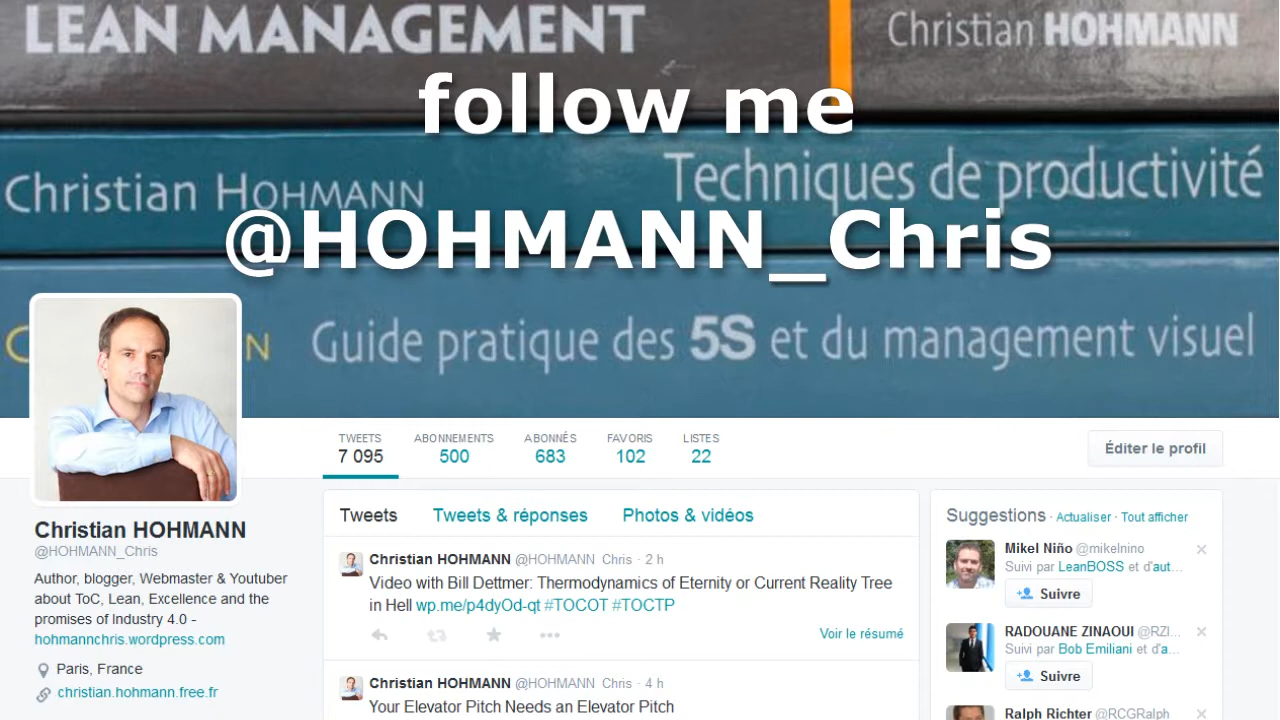 LEAN MANAGEMENT
Christian HOHMANN
follow me
Christian HOHMANN
Techniques de productivité
@HOHMANN_Chris
C
N
Guide pratique des 5S et du management visuel
TWEETS
7 095
ABONNEMENTS
500
ABONNÉS
683
FAVORIS
102
LISTES
22
Éditer le profil
Christian HOHMANN
@HOHMANN_Chris
Author, blogger, Webmaster & Youtuber
about ToC, Lean, Excellence and the
promises of Industry 4.0 -
hohmannchris.wordpress.com
Paris, France
christian.hohmann.free.fr
Tweets
Tweets & réponses
Photos & vidéos
Christian HOHMANN @HOHMANN_Chris · 2 h
Video with Bill Dettmer: Thermodynamics of Eternity or Current Reality Tree
in Hell wp.me/p4dyOd-qt #TOCOT #TOCTP
Voir le résumé
Christian HOHMANN @HOHMANN_Chris · 4 h
Your Elevator Pitch Needs an Elevator Pitch
Suggestions · Actualiser · Tout afficher
Mikel Niño @mikelnino
Suivi par LeanBOSS et d'aut...
Suivre
RADOUANE ZINAOUI @RZI...
Suivi par Bob Emiliani et d'a...
Suivre
Ralph Richter @RCGRalph